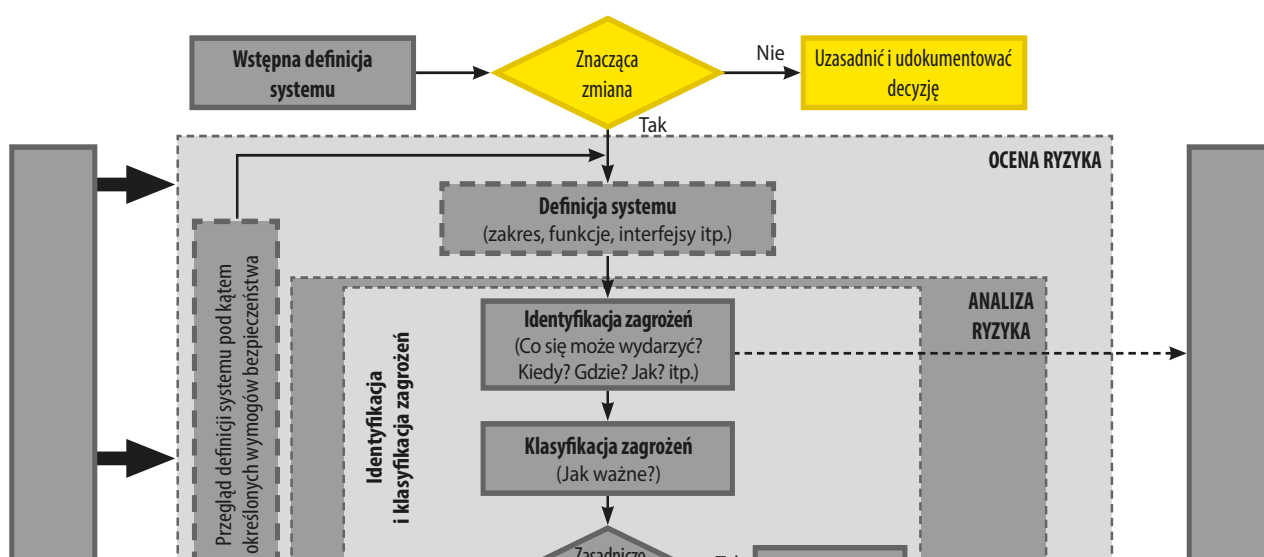 Wstępna definicja
systemu
Znacząca
zmiana
Nie
Uzasadnić i udokumentować
decyzję
Tak
OCENA RYZYKA
Definicja systemu
(zakres, funkcje, interfejsy itp.)
Przegląd definicji systemu pod kątem
określonych wymogów bezpieczeństwa
ANALIZA
RYZYKA
Identyfikacja
i klasyfikacja zagrożeń
Identyfikacja zagrożeń
(Co się może wydarzyć?
Kiedy? Gdzie? Jak? itp.)
Klasyfikacja zagrożeń
(Jak ważne?)
Zasadniczo